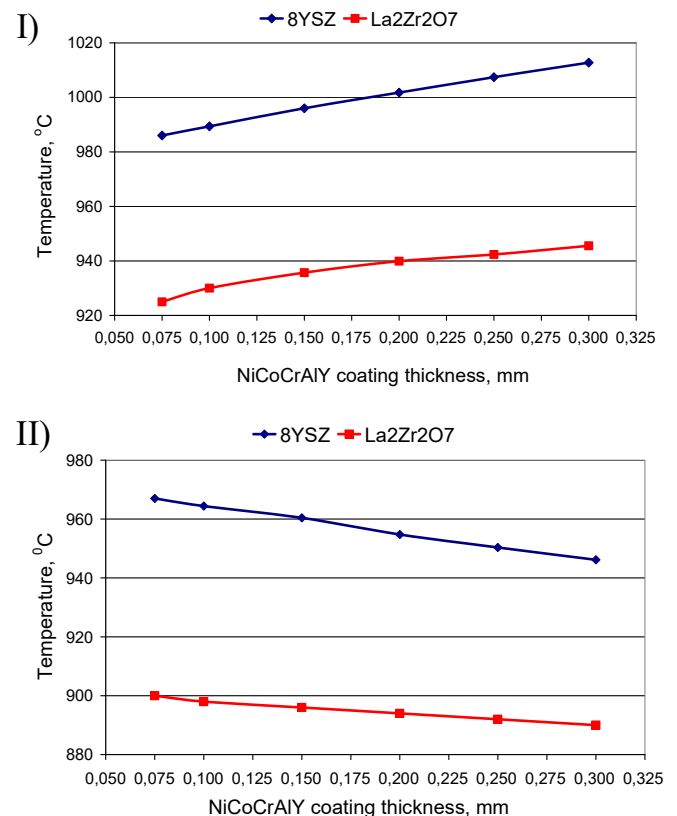 I)
8YSZ La2Zr2O7
1020
1000
980
960
940
920
Temperature, °C
0,050 0,075 0,100 0,125 0,150 0,175 0,200 0,225 0,250 0,275 0,300 0,325
NiCoCrAlY coating thickness, mm
II)
8YSZ La2Zr2O7
980
960
940
920
900
880
Temperature, ⁰C
0,050 0,075 0,100 0,125 0,150 0,175 0,200 0,225 0,250 0,275 0,300 0,325
NiCoCrAlY coating thickness, mm